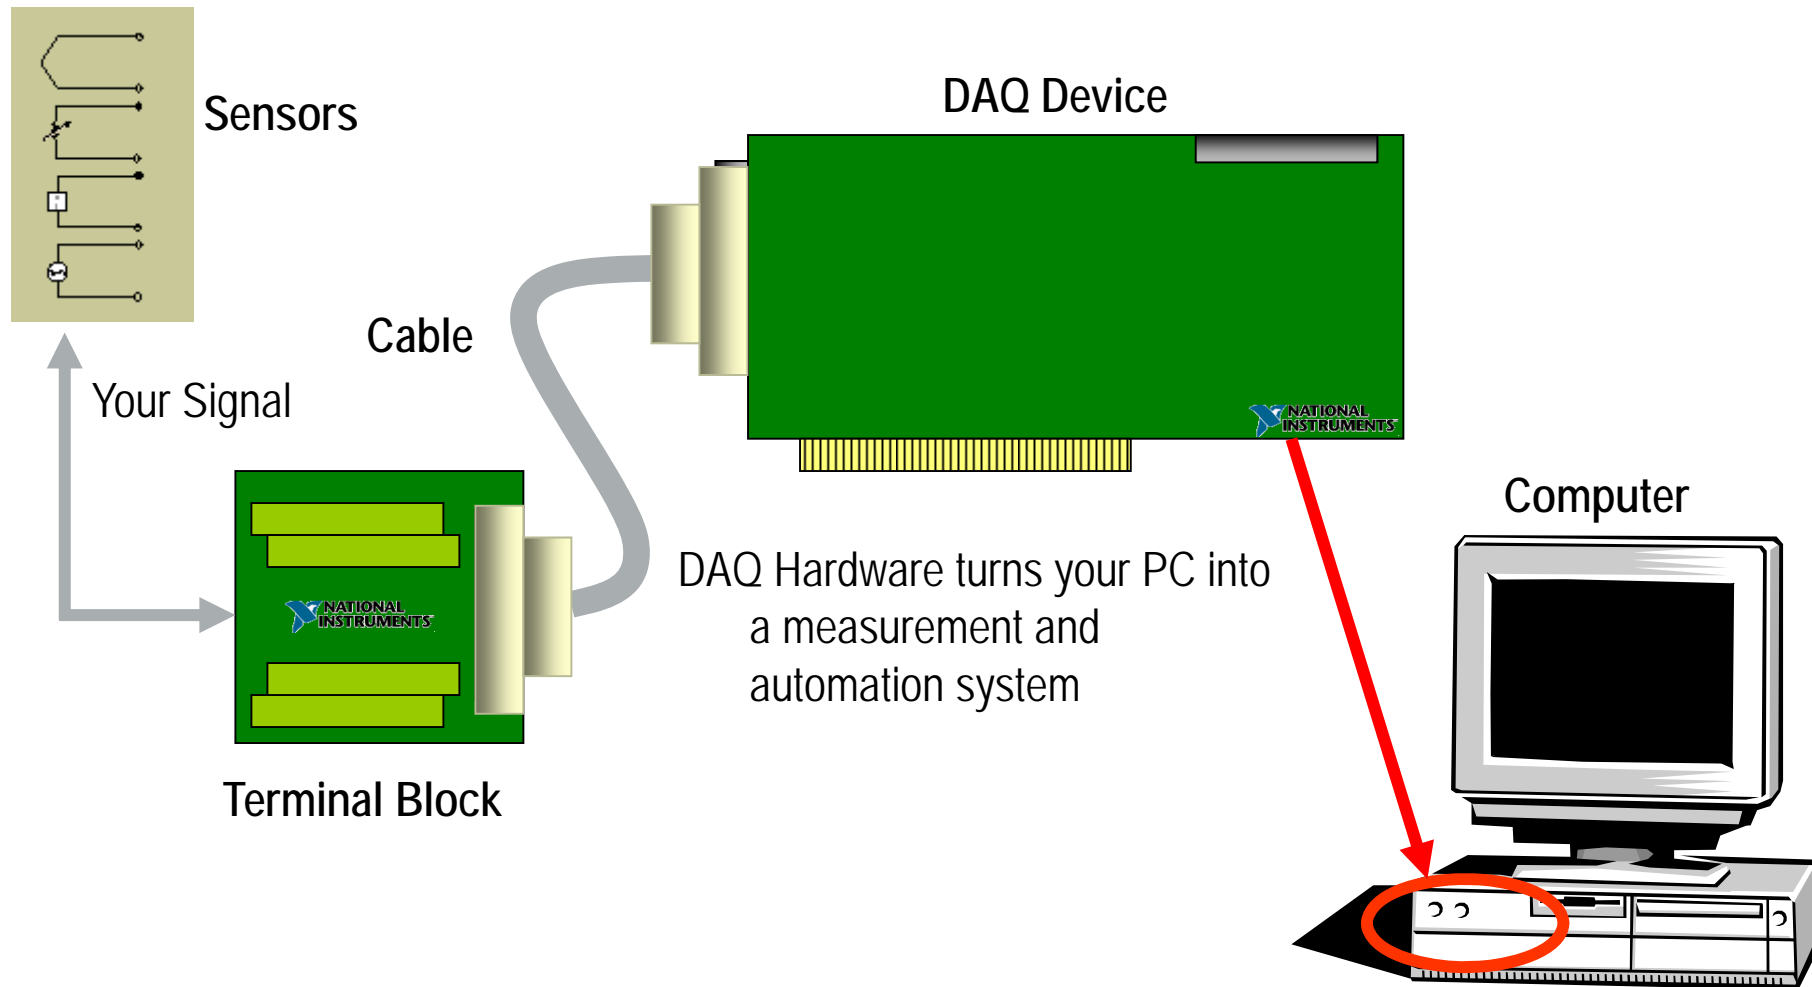 Sensors
DAQ Device
Cable
Your Signal
NATIONAL
INSTRUMENTS
Computer
DAQ Hardware turns your PC into
a measurement and
automation system
NATIONAL
INSTRUMENTS
Terminal Block